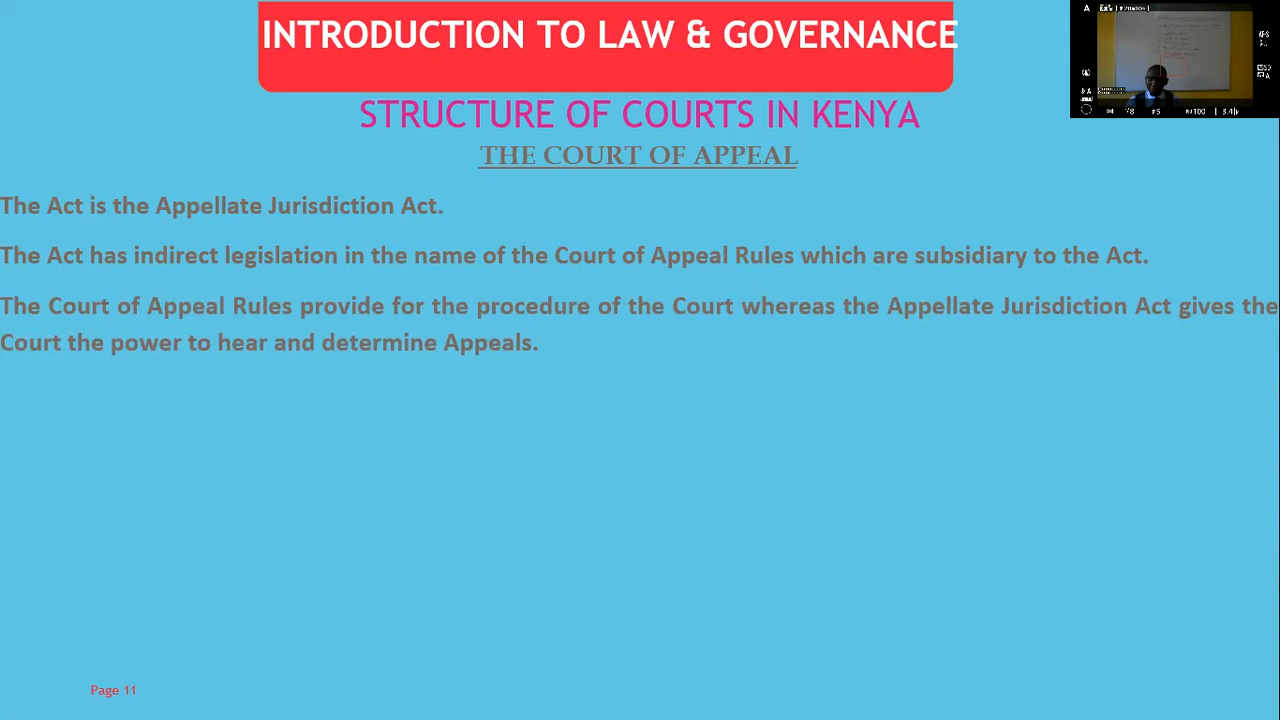 INTRODUCTION TO LAW & GOVERNANCE
STRUCTURE OF COURTS IN KENYA
THE COURT OF APPEAL
The Act is the Appellate Jurisdiction Act.
The Act has indirect legislation in the name of the Court of Appeal Rules which are subsidiary to the Act.
The Court of Appeal Rules provide for the procedure of the Court whereas the Appellate Jurisdiction Act gives the
Court the power to hear and determine Appeals.
Page 11